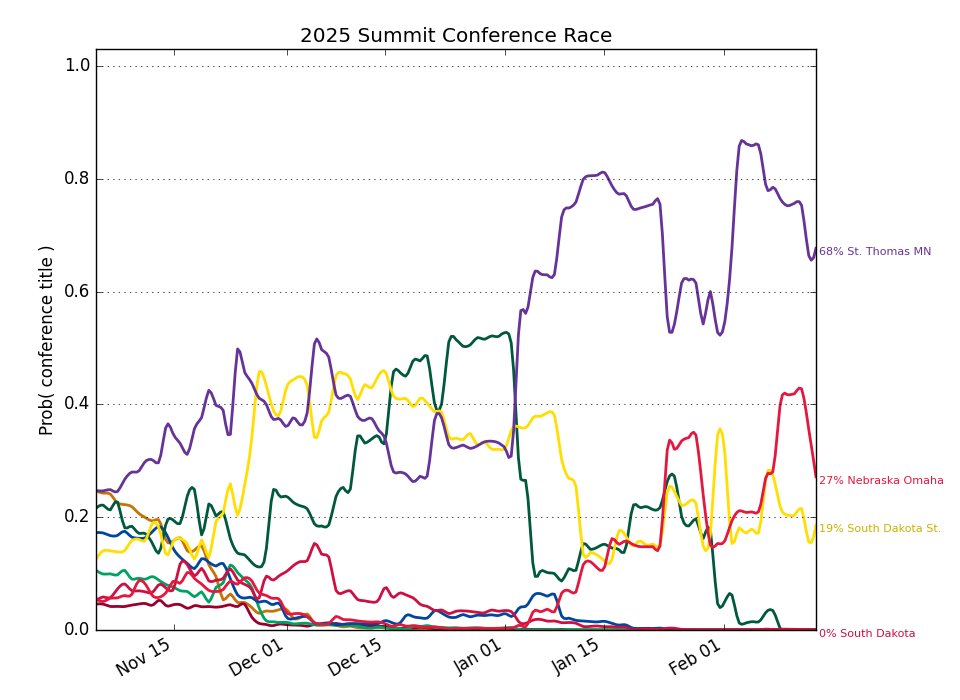 2025 Summit Conference Race
Prob( conference title )
1.0
0.8
0.6
0.4
0.2
0.0
68% St. Thomas MN
27% Nebraska Omaha
19% South Dakota St.
0% South Dakota
Nov 15
Dec 01
Dec 15
Jan 01
Jan 15
Feb 01